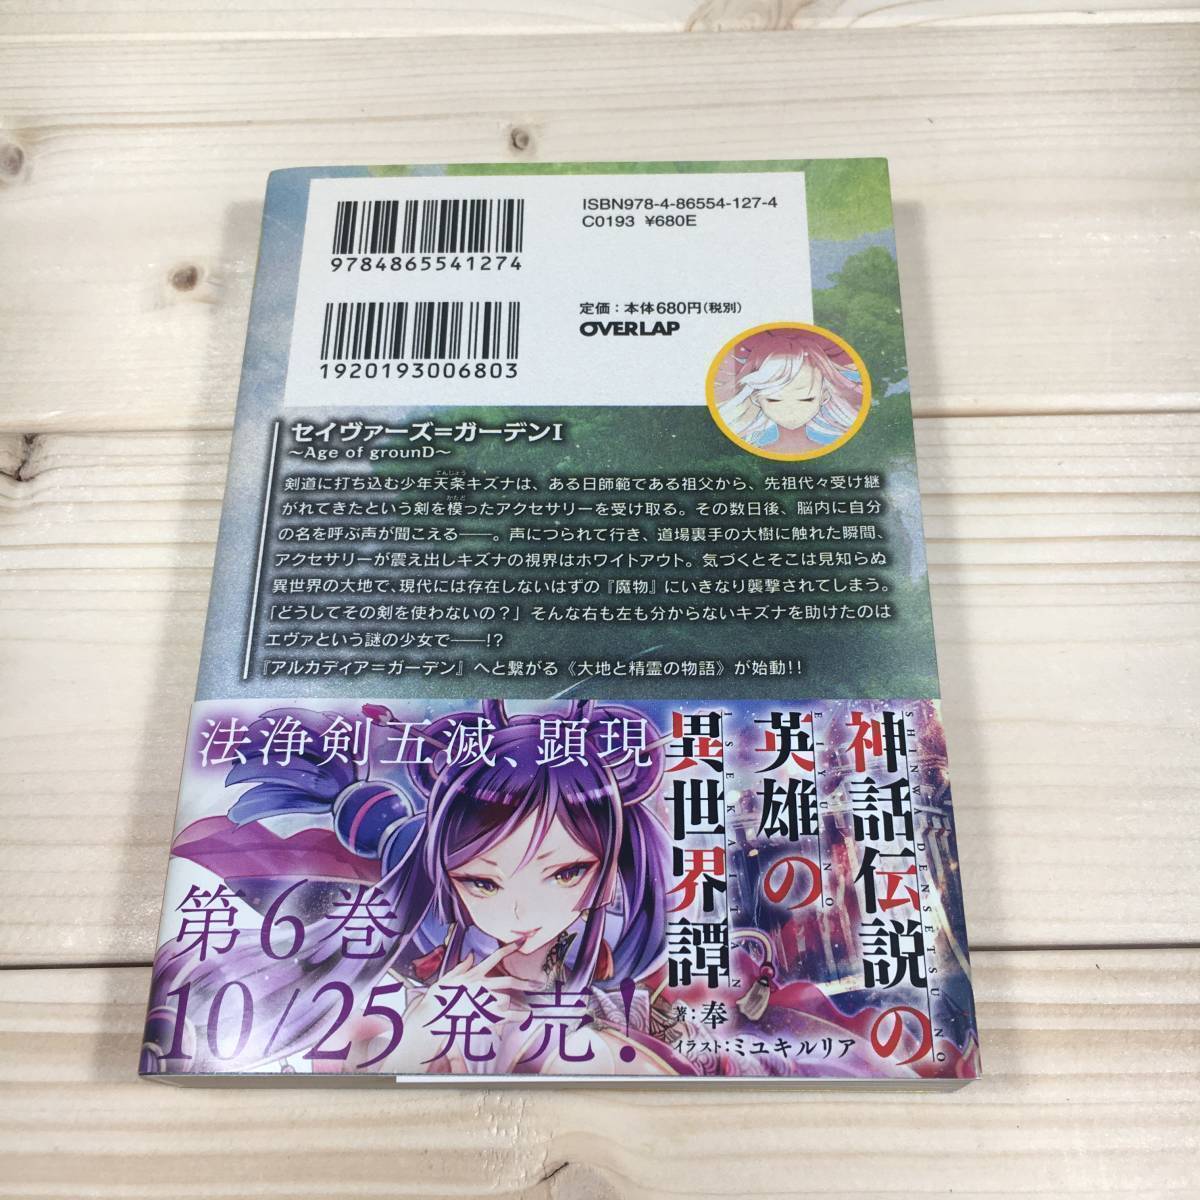 9784865541274
ISBN978-4-86554-127-4
C0193 ¥680E
1920193006803
定価：本体680円(税別)
OVERLAP
セイヴァーズ=ガーデンI
～Age of grounD～
剣道に打ち込む少年天条キズナは、ある日師範である祖父から、先祖代々受け継
てんじょう
がれてきたという剣を模ったアクセサリーを受け取る。その数日後、脳内に自分
かたど
の名を呼ぶ声が聞こえる――。声につられて行き、道場裏手の大樹に触れた瞬間、
アクセサリーが震え出しキズナの視界はホワイトアウト。気づくとそこは見知らぬ
異世界の大地で、現代には存在しないはずの『魔物』にいきなり襲撃されてしまう。
「どうしてその剣を使わないの？」そんな右も左も分からないキズナを助けたのは
エヴァという謎の少女で――!?
『アルカディア=ガーデン』へと繋がる《大地と精霊の物語》が始動!!
法浄剣五滅、顕現
神話伝説の
SHINWA DENSETSU NO
英雄の
EIYU NO
異世界譚
ISEKAITAN
第6巻
10/25発売！
著：奉
イラスト：ミユキルリア